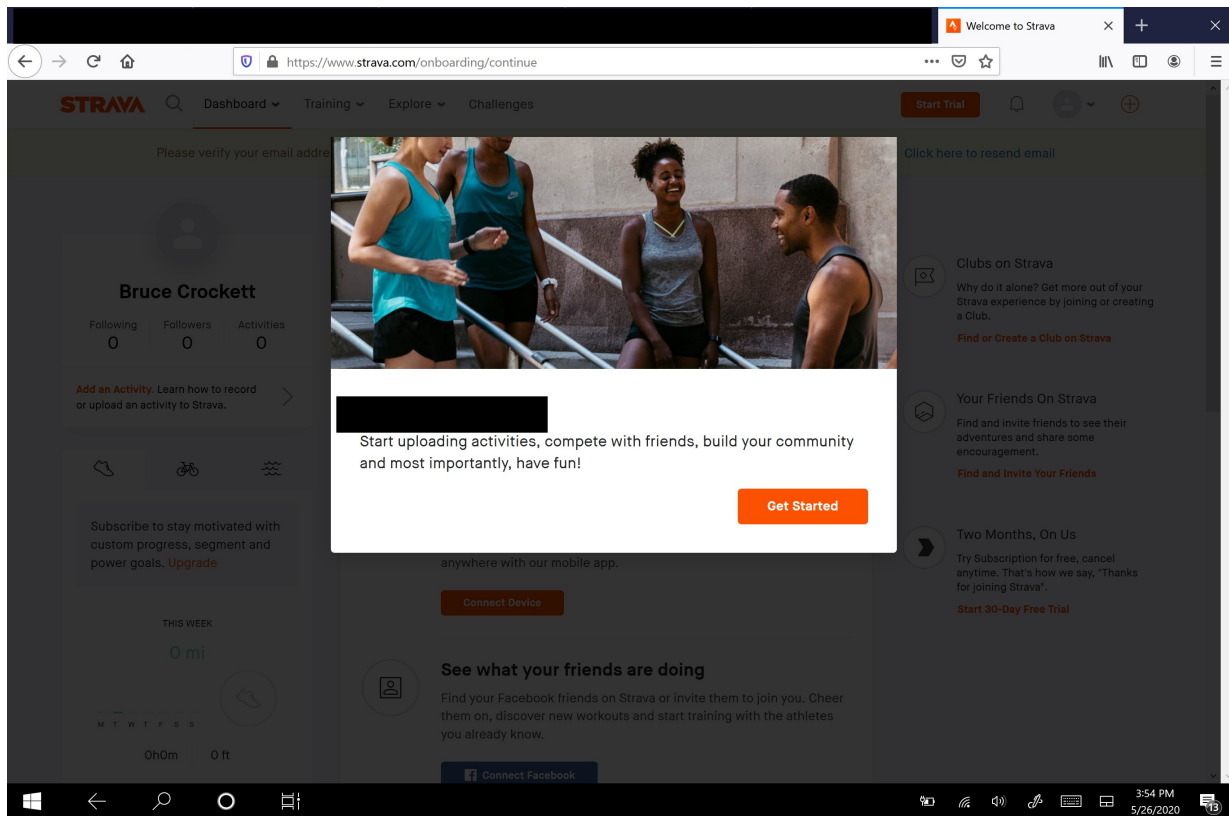 Welcome to Strava
https://www.strava.com/onboarding/continue
STRAVA
Dashboard
Training
Explore
Challenges
Start Trial
Please verify your email addre
Click here to resend email
Bruce Crockett
Following Followers Activities
0 0 0
Add an Activity. Learn how to record
or upload an activity to Strava.
Subscribe to stay motivated with
custom progress, segment and
power goals. Upgrade
THIS WEEK
0 mi
M T W T F S S
0h0m 0 ft
Start uploading activities, compete with friends, build your community
and most importantly, have fun!
Get Started
anywhere with our mobile app.
Connect Device
See what your friends are doing
Find your Facebook friends on Strava or invite them to join you. Cheer
them on, discover new workouts and start training with the athletes
you already know.
Connect Facebook
Clubs on Strava
Why do it alone? Get more out of your
Strava experience by joining or creating
a Club.
Find or Create a Club on Strava
Your Friends On Strava
Find and invite friends to see their
adventures and share some
encouragement.
Find and Invite Your Friends
Two Months, On Us
Try Subscription for free, cancel
anytime. That's how we say, "Thanks
for joining Strava".
Start 30-Day Free Trial
3:54 PM
5/26/2020
13